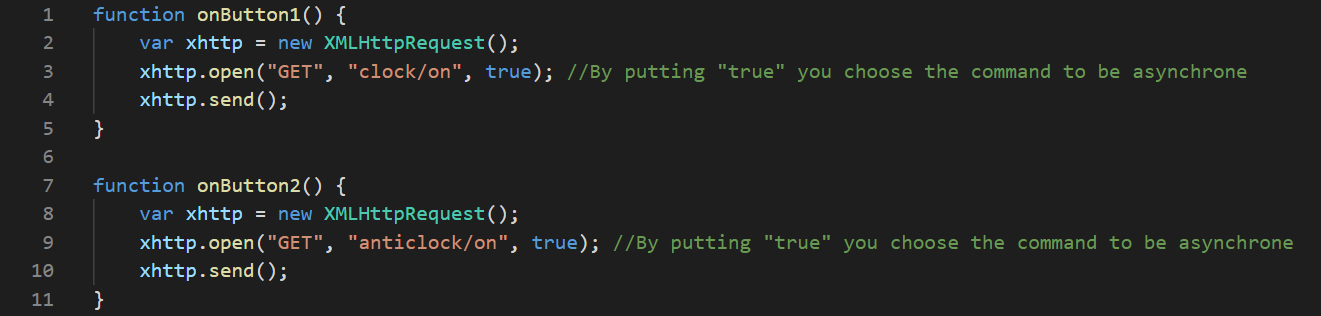 1 function onButton1() {
2 var xhttp = new XMLHttpRequest();
3 xhttp.open("GET", "clock/on", true); //By putting "true" you choose the command to be asynchrone
4 xhttp.send();
5 }
6
7 function onButton2() {
8 var xhttp = new XMLHttpRequest();
9 xhttp.open("GET", "anticlock/on", true); //By putting "true" you choose the command to be asynchrone
10 xhttp.send();
11 }